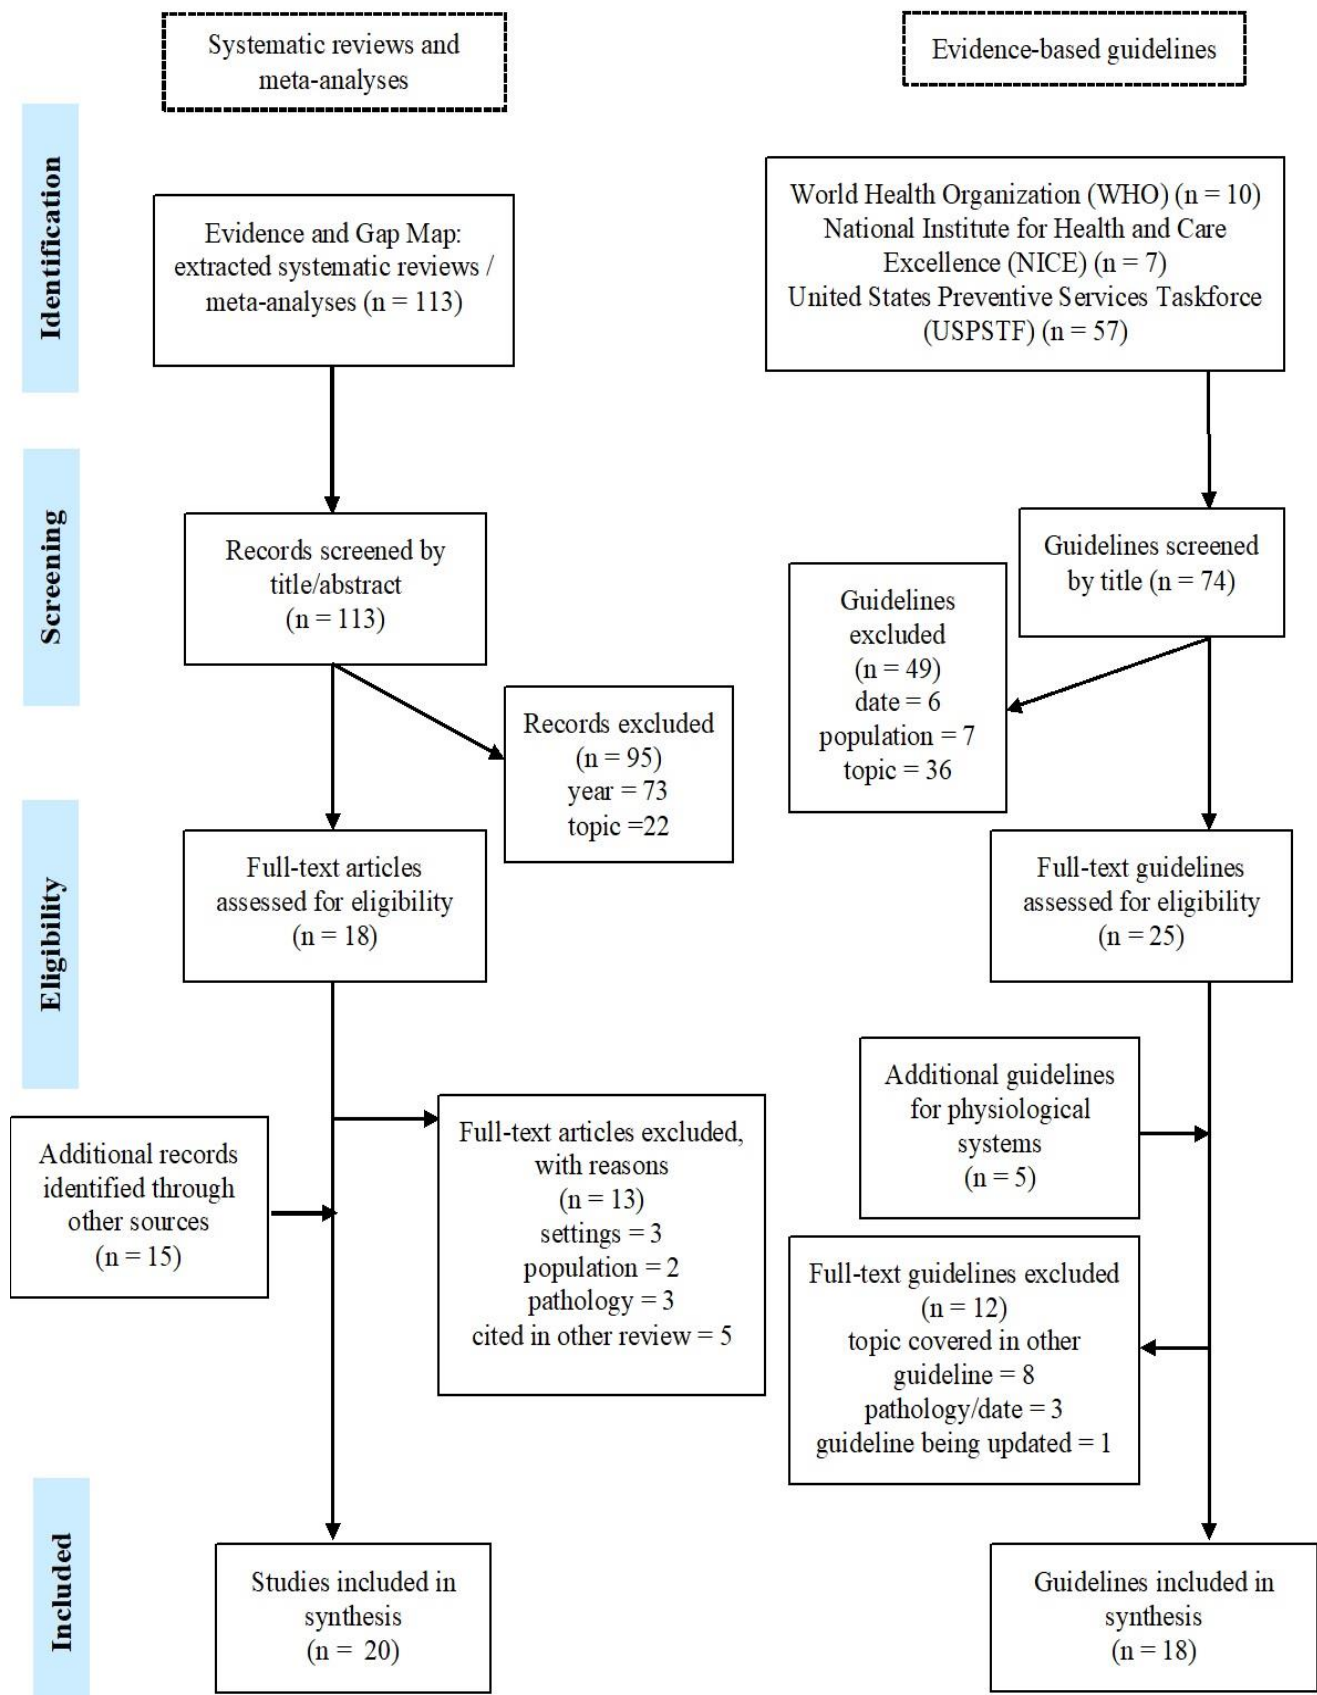 Systematic reviews and
meta-analyses
Evidence-based guidelines
Identification
Evidence and Gap Map:
extracted systematic reviews /
meta-analyses (n = 113)
World Health Organization (WHO) (n = 10)
National Institute for Health and Care
Excellence (NICE) (n = 7)
United States Preventive Services Taskforce
(USPSTF) (n = 57)
Screening
Records screened by
title/abstract
(n = 113)
Guidelines screened
by title (n = 74)
Guidelines
excluded
(n = 49)
date = 6
population = 7
topic = 36
Records excluded
(n = 95)
year = 73
topic =22
Eligibility
Full-text articles
assessed for eligibility
(n = 18)
Full-text guidelines
assessed for eligibility
(n = 25)
Additional guidelines
for physiological
systems
(n = 5)
Additional records
identified through
other sources
(n = 15)
Full-text articles excluded,
with reasons
(n = 13)
settings = 3
population = 2
pathology = 3
cited in other review = 5
Full-text guidelines excluded
(n = 12)
topic covered in other
guideline = 8
pathology/date = 3
guideline being updated = 1
Included
Studies included in
synthesis
(n = 20)
Guidelines included in
synthesis
(n = 18)